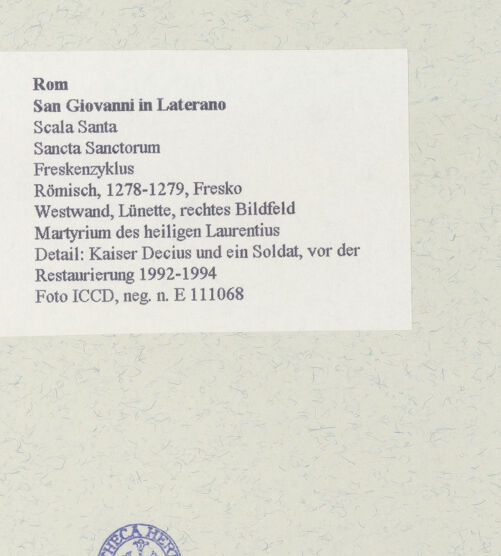 Rom
San Giovanni in Laterano
Scala Santa
Sancta Sanctorum
Freskenzyklus
Römisch, 1278-1279, Fresko
Westwand, Lünette, rechtes Bildfeld
Martyrium des heiligen Laurentius
Detail: Kaiser Decius und ein Soldat, vor der
Restaurierung 1992-1994
Foto ICCD, neg. n. E 111068